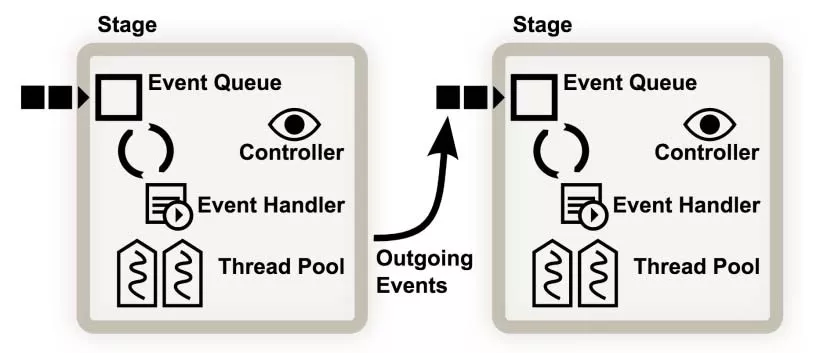 Stage
Event Queue
Controller
Event Handler
Thread Pool
Outgoing
Events
Stage
Event Queue
Controller
Event Handler
Thread Pool